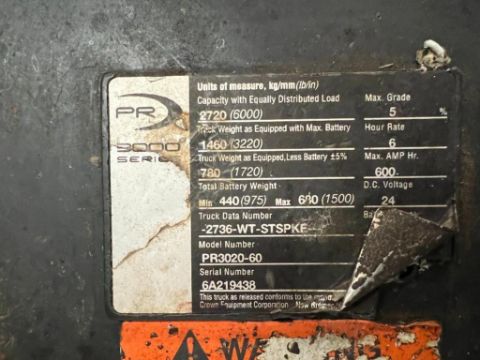 PR
3000
SERIES
Units of measure, kg/mm(lb/in)
Capacity with Equally Distributed Load
Max. Grade
2720 (6000)
5
Truck Weight as Equipped with Max. Battery
Hour Rate
1460 (3220)
6
Truck Weight as Equipped, Less Battery ±5%
Max. AMP Hr.
780 (1720)
600
Total Battery Weight
D.C. Voltage
Min 440 (975) Max 680 (1500)
24
Truck Data Number
-2736-WT-STSPKF
Model Number
PR3020-60
Serial Number
6A219438
This truck as released conforms to the
Crown Equipment Corporation - New